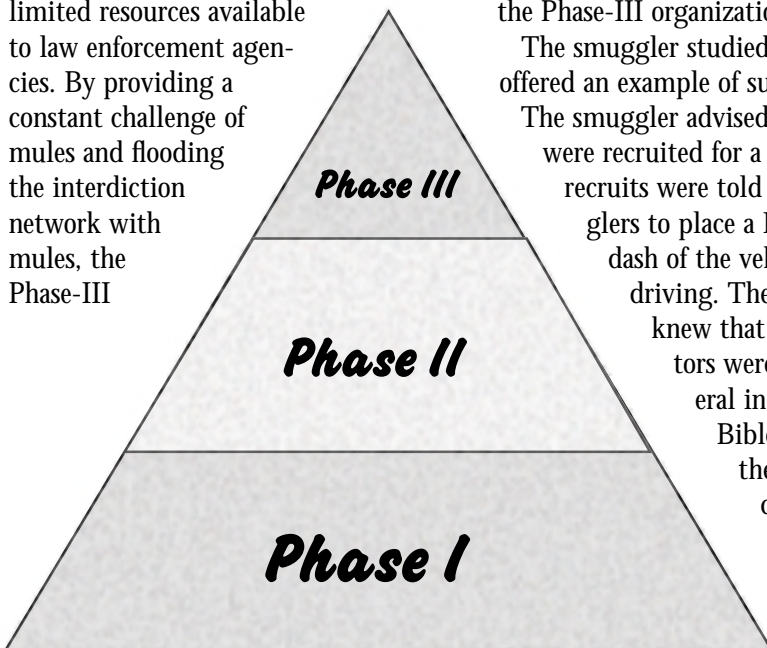 limited resources available
to law enforcement agen-
cies. By providing a
constant challenge of
mules and flooding
the interdiction
network with
mules, the
Phase-III
Phase III
Phase II
Phase I
the Phase-III organizatio
The smuggler studied
offered an example of su
The smuggler advised
were recruited for a
recruits were told
glers to place a
dash of the
driving. The
knew that
tors were
eral in
Bible
the